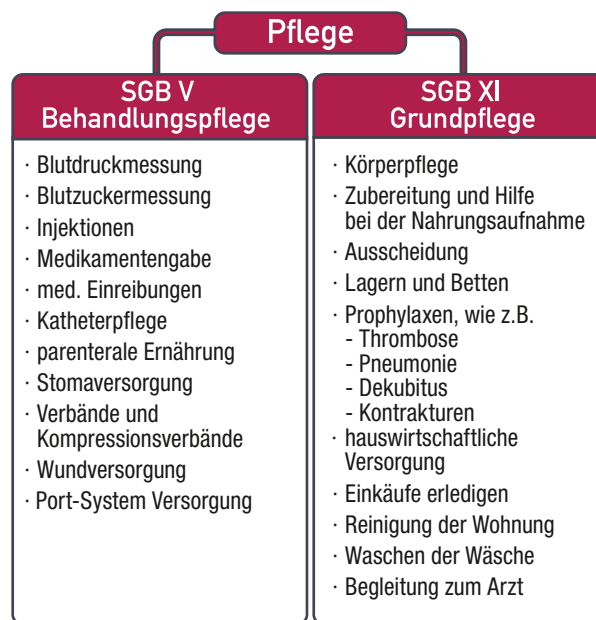 Pflege
SGB V
Behandlungspflege
· Blutdruckmessung
· Blutzuckermessung
· Injektionen
· Medikamentengabe
· med. Einreibungen
· Katheterpflege
· parenterale Ernährung
· Stomaversorgung
· Verbände und
Kompressionsverbände
· Wundversorgung
· Port-System Versorgung
SGB XI
Grundpflege
· Körperpflege
· Zubereitung und Hilfe
bei der Nahrungsaufnahme
· Ausscheidung
· Lagern und Betten
· Prophylaxen, wie z.B.
- Thrombose
- Pneumonie
- Dekubitus
- Kontrakturen
· hauswirtschaftliche
Versorgung
· Einkäufe erledigen
· Reinigung der Wohnung
· Waschen der Wäsche
· Begleitung zum Arzt